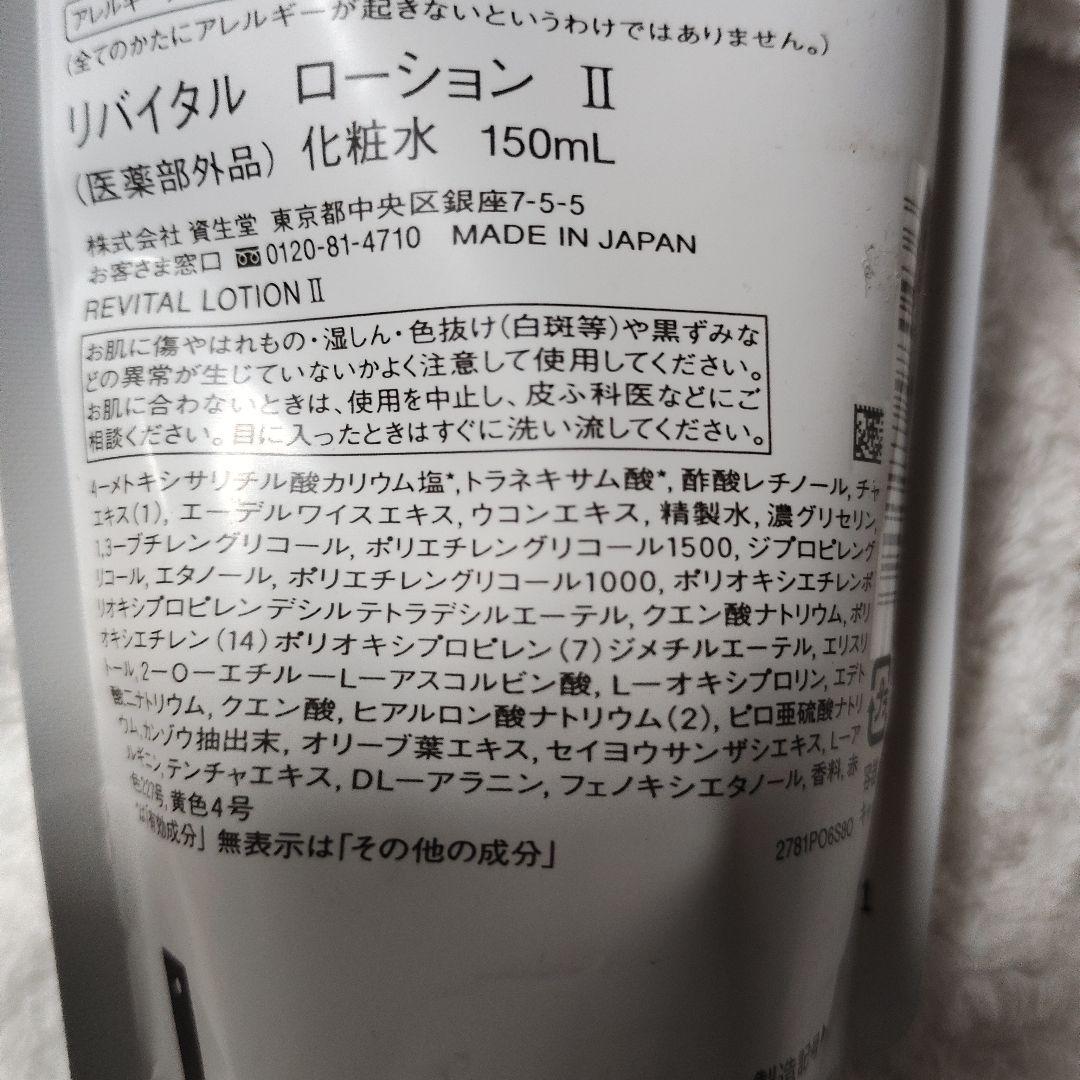 アレルギー
(全てのかたにアレルギーが起きないというわけではありません。)
リバイタル ローション Ⅱ
(医薬部外品) 化粧水 150mL
株式会社 資生堂 東京都中央区銀座7-5-5
お客さま窓口 0120-81-4710 MADE IN JAPAN
REVITAL LOTION Ⅱ
お肌に傷やはれもの・湿しん・色抜け(白斑等)や黒ずみな
どの異常が生じていないかよく注意して使用してください。
お肌に合わないときは、使用を中止し、皮ふ科医などにご
相談ください。目に入ったときはすぐに洗い流してください。
4ーメトキシサリチル酸カリウム塩*,トラネキサム酸*, 酢酸レチノール, チャ
エキス(1), エーデルワイスエキス, ウコンエキス, 精製水, 濃グリセリン,
1,3ーブチレングリコール, ポリエチレングリコール1500, ジプロピレング
リコール, エタノール, ポリエチレングリコール1000, ポリオキシエチレンポ
リオキシプロピレンデシルテトラデシルエーテル, クエン酸ナトリウム, ポリ
オキシエチレン(14)ポリオキシプロピレン(7)ジメチルエーテル, エリスリ
トール, 2ーOーエチルーLーアスコルビン酸, Lーオキシプロリン, エデト
酸二ナトリウム, クエン酸, ヒアルロン酸ナトリウム(2), ピロ亜硫酸ナトリ
ウム, カンゾウ抽出末, オリーブ葉エキス, セイヨウサンザシエキス, Lーア
ルギニン, テンチャエキス, DLーアラニン, フェノキシエタノール, 香料, 赤
色227号, 黄色4号
*は「有効成分」 無表示は「その他の成分」
2781PO6S80
1
製造記号